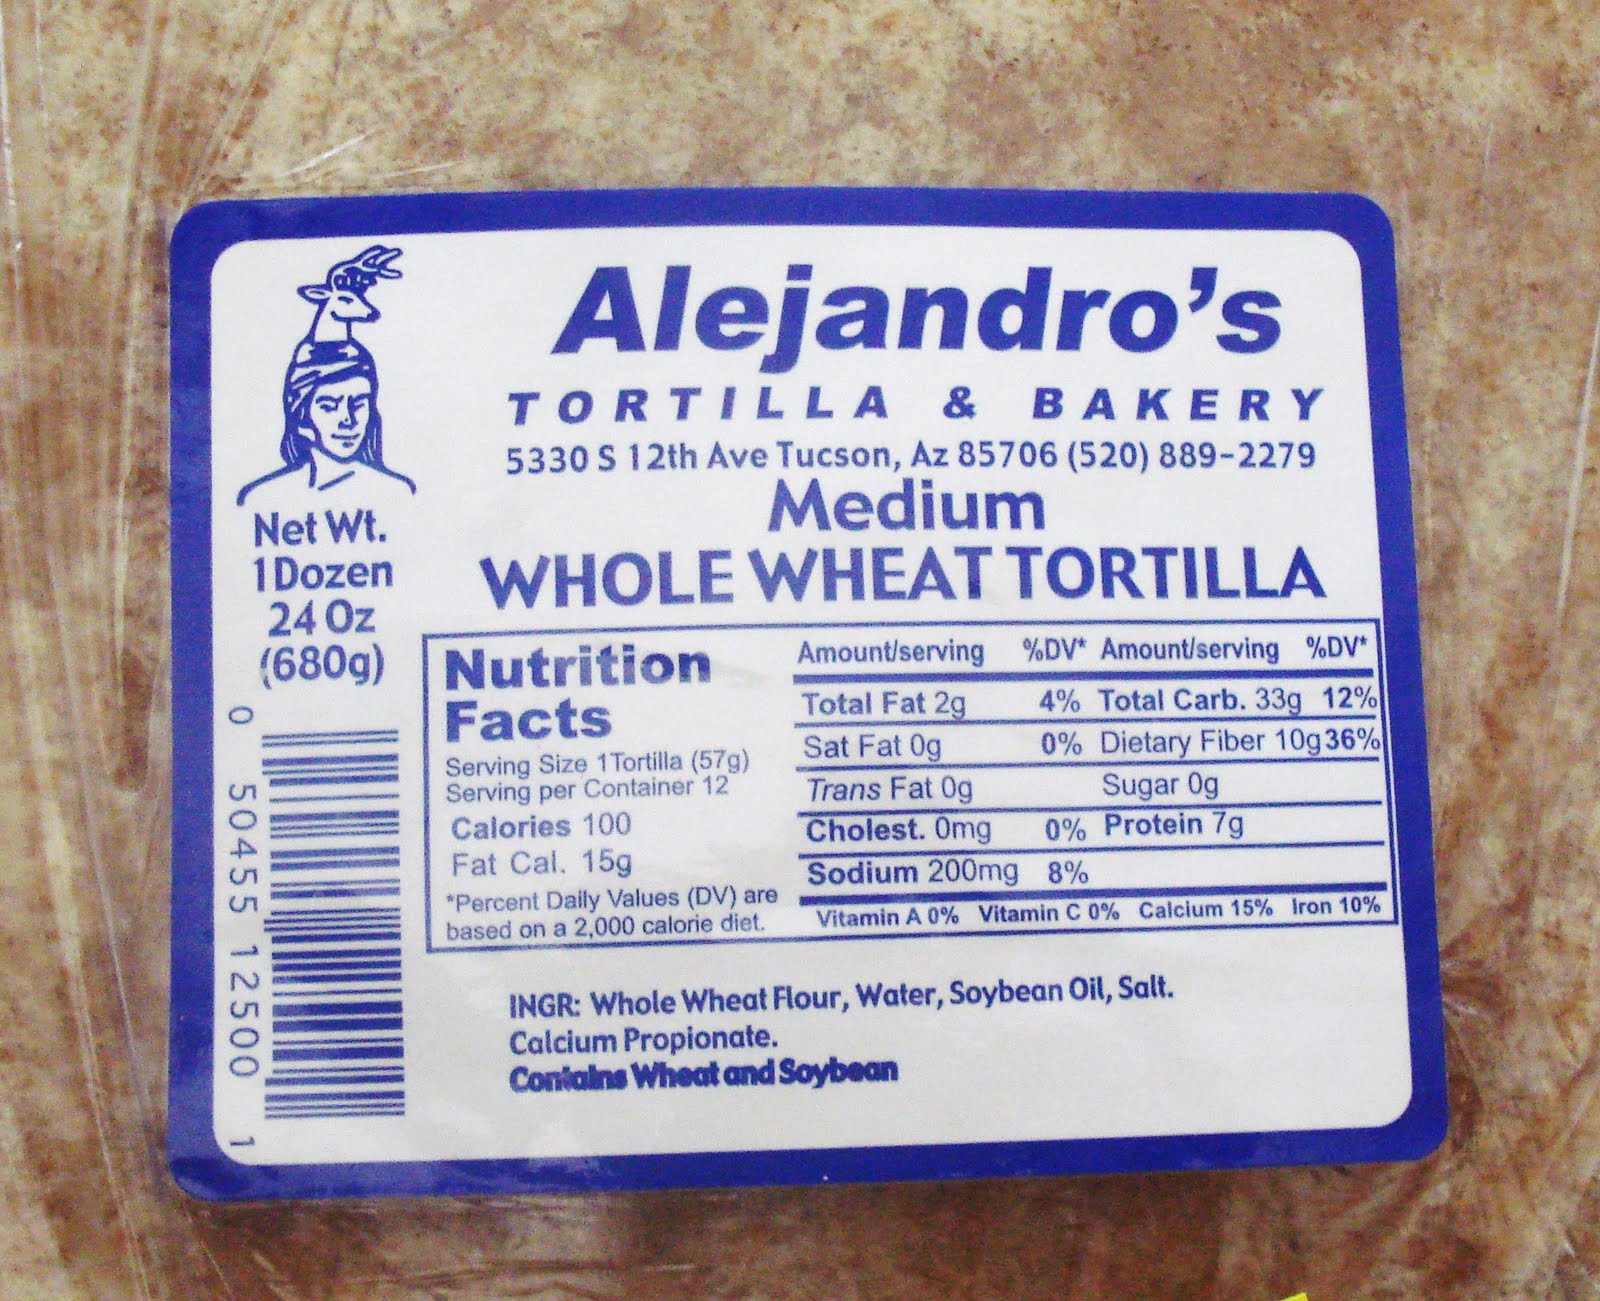 Alejandro's
TORTILLA & BAKERY
5330 S 12th Ave Tucson, Az 85706 (520) 889-2279
Medium
WHOLE WHEAT TORTILLA
Net Wt.
1 Dozen
24 Oz
(680g)
0 50455 12500 1
Nutrition
Facts
Serving Size 1 Tortilla (57g)
Serving per Container 12
Calories 100
Fat Cal. 15g
*Percent Daily Values (DV) are
based on a 2,000 calorie diet.
Amount/serving %DV* Amount/serving %DV*
Total Fat 2g 4% Total Carb. 33g 12%
Sat Fat 0g 0% Dietary Fiber 10g 36%
Trans Fat 0g Sugar 0g
Cholest. 0mg 0% Protein 7g
Sodium 200mg 8%
Vitamin A 0% Vitamin C 0% Calcium 15% Iron 10%
INGR: Whole Wheat Flour, Water, Soybean Oil, Salt.
Calcium Propionate.
Contains Wheat and Soybean